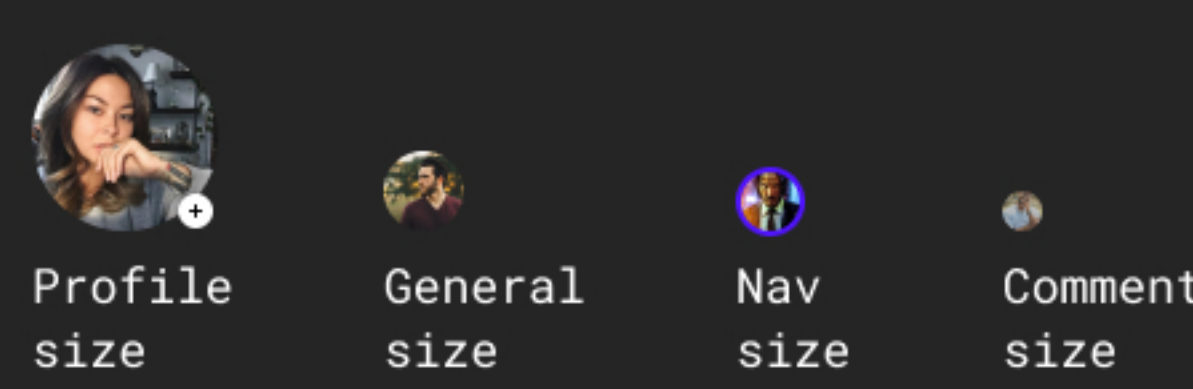 Profile
size
General
size
Nav
size
Comment
size